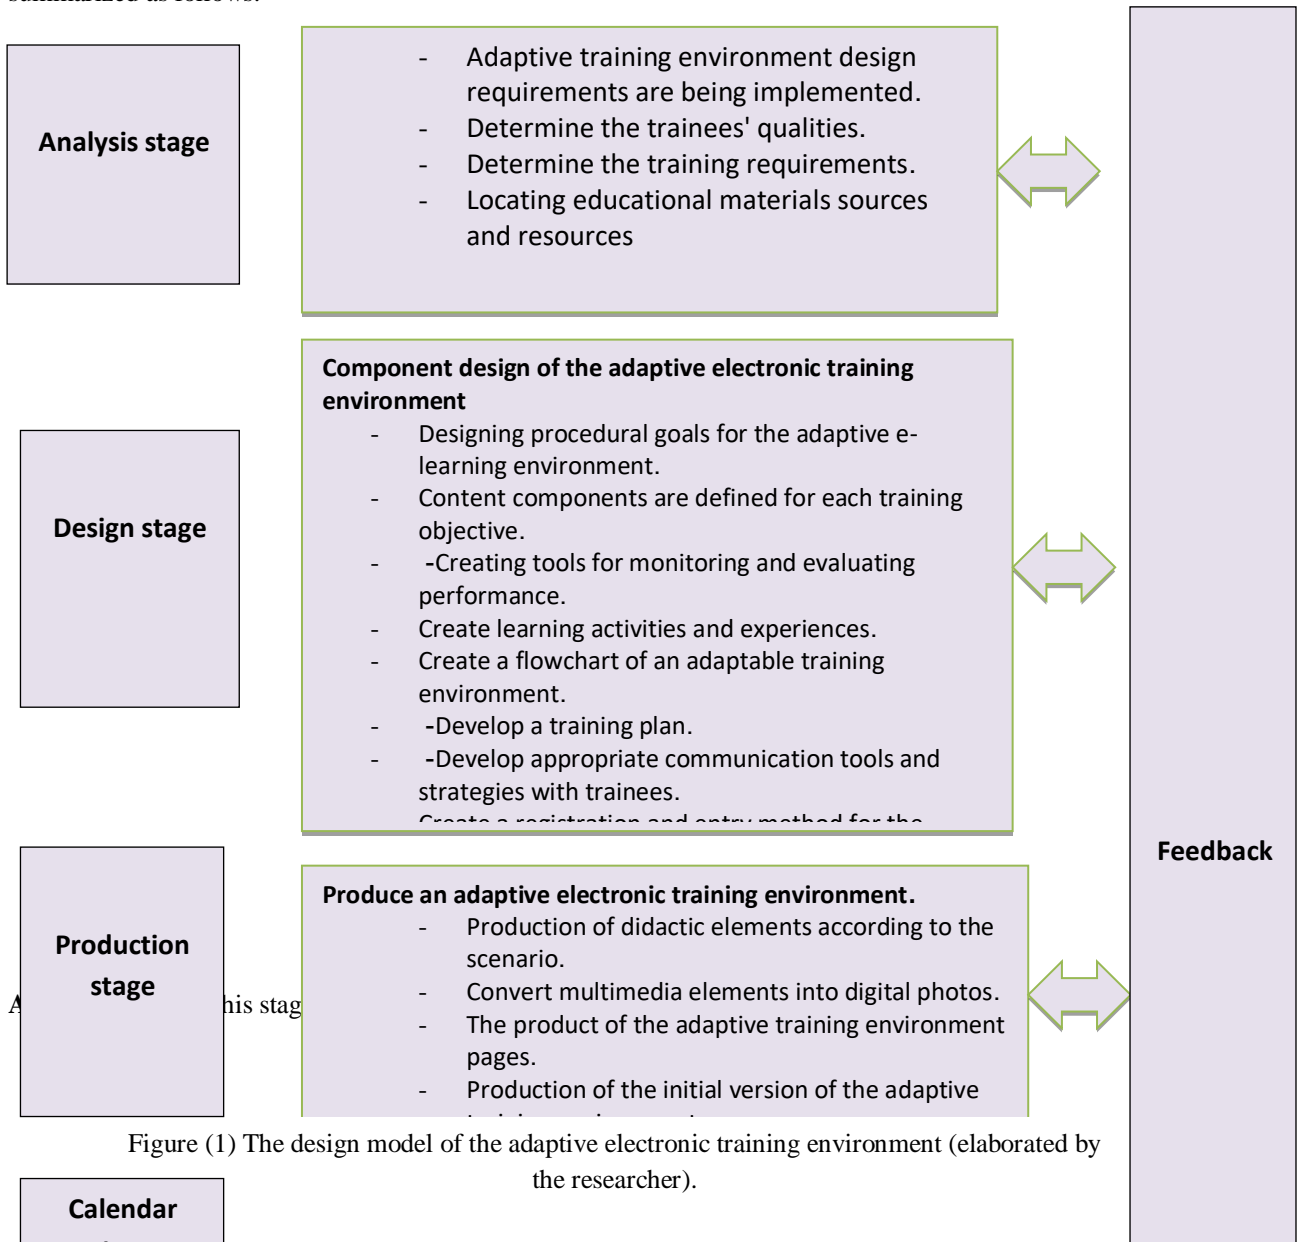 summarized as follows:
Analysis stage
- Adaptive training environment design
requirements are being implemented.
- Determine the trainees' qualities.
- Determine the training requirements.
- Locating educational materials sources
and resources
Design stage
Component design of the adaptive electronic training
environment
- Designing procedural goals for the adaptive e-
learning environment.
- Content components are defined for each training
objective.
- -Creating tools for monitoring and evaluating
performance.
- Create learning activities and experiences.
- Create a flowchart of an adaptable training
environment.
- -Develop a training plan.
- -Develop appropriate communication tools and
strategies with trainees.
Create a registration and entry method for the
Feedback
Production
stage
Produce an adaptive electronic training environment.
- Production of didactic elements according to the
scenario.
- Convert multimedia elements into digital photos.
- The product of the adaptive training environment
pages.
- Production of the initial version of the adaptive
A
his stag
Figure (1) The design model of the adaptive electronic training environment (elaborated by
the researcher).
Calendar